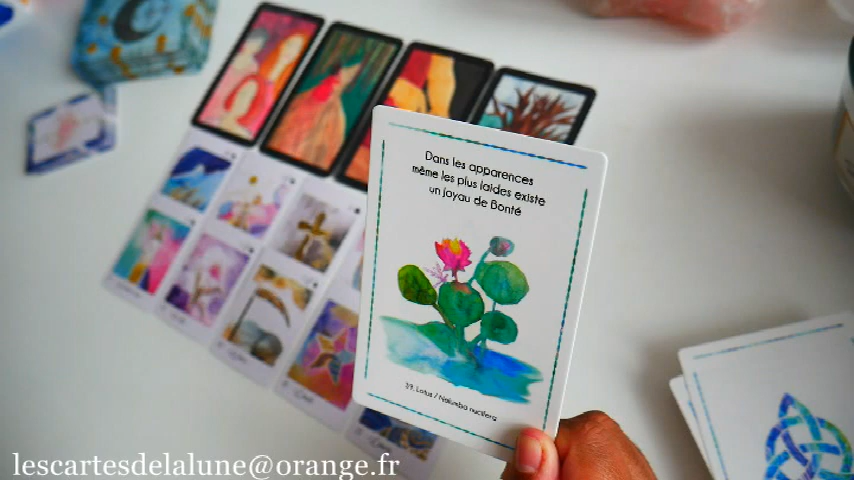 Dans les apparences
même les plus laides existe
un joyau de Bonté
39. Lotus / Nelumbo nucifera
lescartesdelalune@orange.fr